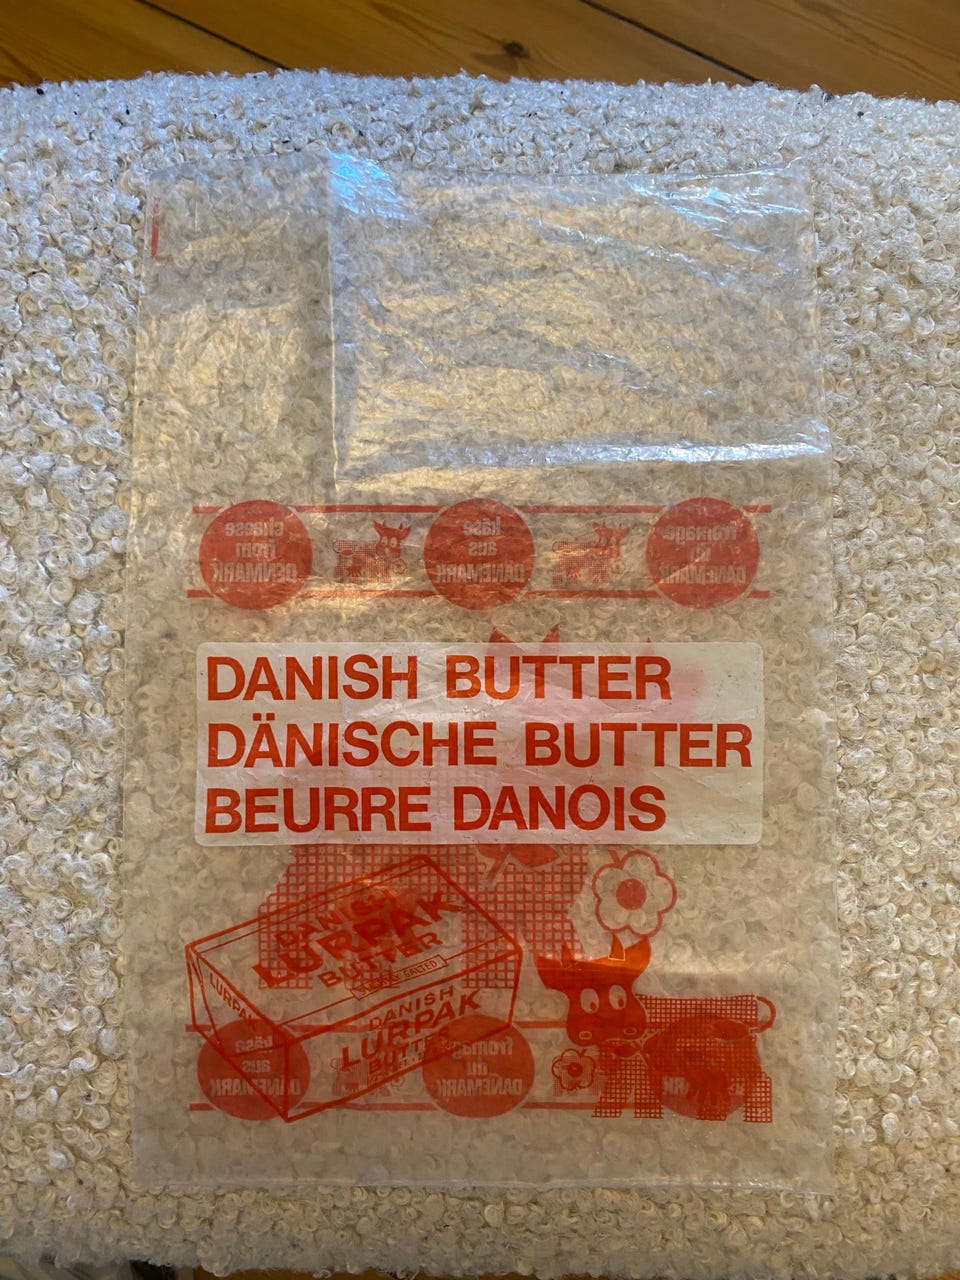 cheese
from
DENMARK
käse
aus
DÄNEMARK
fromage
du
DANEMARK
DANISH BUTTER
DÄNISCHE BUTTER
BEURRE DANOIS
DANISH
LURPAK
BUTTER
SLIGHTLY SALTED
LURPAK
DANISH
LURPAK
BUTTER
käse
aus
DÄNEMARK
fromage
du
DANEMARK